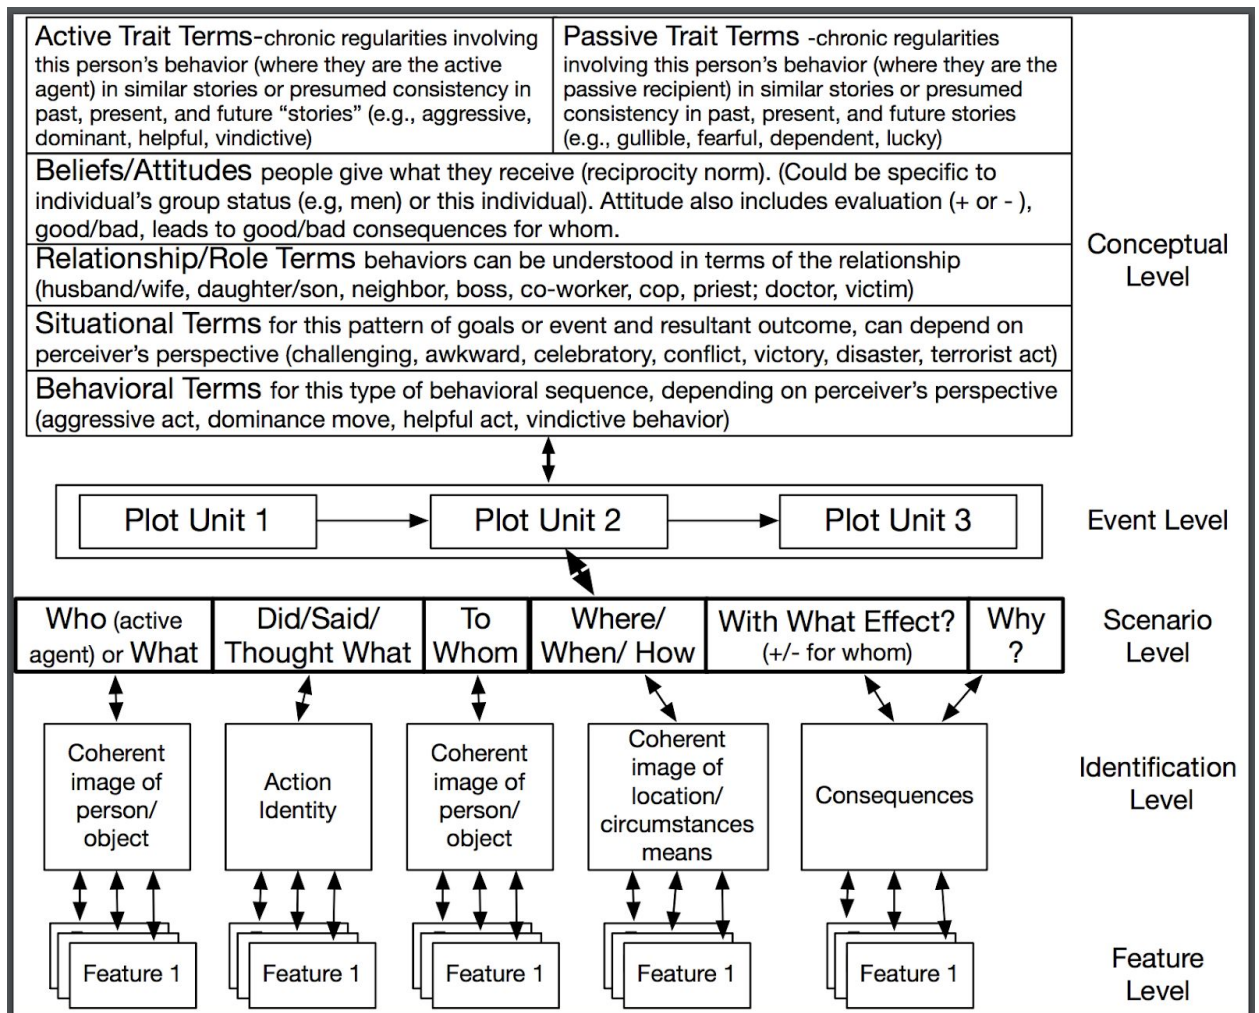 Active Trait Terms-chronic regularities involving
this person's behavior (where they are the active
agent) in similar stories or presumed consistency in
past, present, and future “stories” (e.g., aggressive,
dominant, helpful, vindictive)
Passive Trait Terms -chronic regularities
involving this person's behavior (where they are the
passive recipient) in similar stories or presumed
consistency in past, present, and future stories
(e.g., gullible, fearful, dependent, lucky)
Beliefs/Attitudes people give what they receive (reciprocity norm). (Could be specific to
individual's group status (e.g, men) or this individual). Attitude also includes evaluation (+ or - ),
good/bad, leads to good/bad consequences for whom.
Relationship/Role Terms behaviors can be understood in terms of the relationship
(husband/wife, daughter/son, neighbor, boss, co-worker, cop, priest; doctor, victim)
Situational Terms for this pattern of goals or event and resultant outcome, can depend on
perceiver's perspective (challenging, awkward, celebratory, conflict, victory, disaster, terrorist act)
Behavioral Terms for this type of behavioral sequence, depending on perceiver's perspective
(aggressive act, dominance move, helpful act, vindictive behavior)
Conceptual
Level
Plot Unit 1
Plot Unit 2
Plot Unit 3
Event Level
Who (active
agent) or What
Did/Said/
Thought What
To
Whom
Where/
When/ How
With What Effect?
(+/- for whom)
Why
?
Scenario
Level
Coherent
image of
person/
object
Action
Identity
Coherent
image of
person/
object
Coherent
image of
location/
circumstances
means
Consequences
Identification
Level
Feature 1
Feature 1
Feature 1
Feature 1
Feature 1
Feature
Level